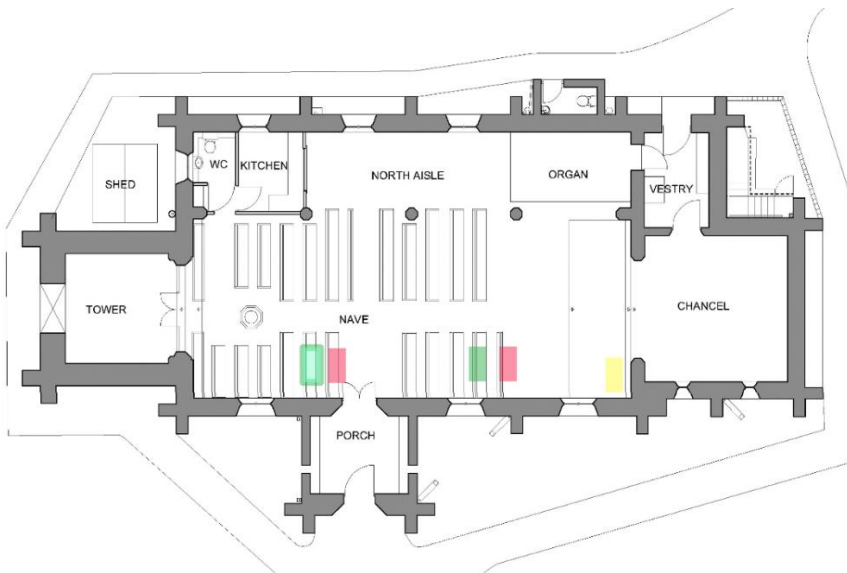 WC
KITCHEN
NORTH AISLE
ORGAN
VESTRY
SHED
TOWER
NAVE
CHANCEL
PORCH